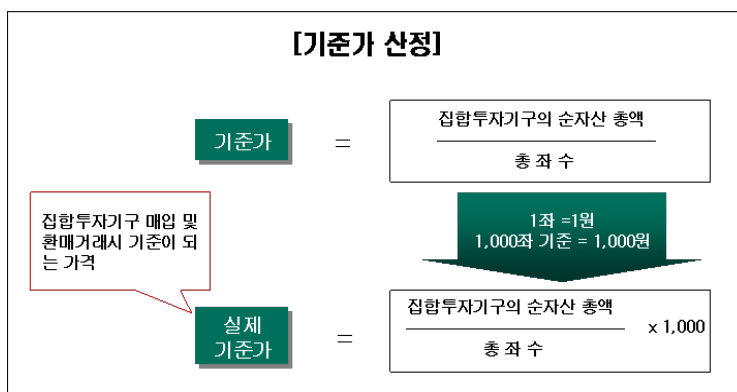 [기준가 산정]
기준가
=
집합투자기구의 순자산 총액
총 좌 수
1좌 =1원
1,000좌 기준 = 1,000원
집합투자기구 매입 및
환매거래시 기준이 되
는 가격
실제
기준가
=
집합투자기구의 순자산 총액
총 좌 수
x 1,000